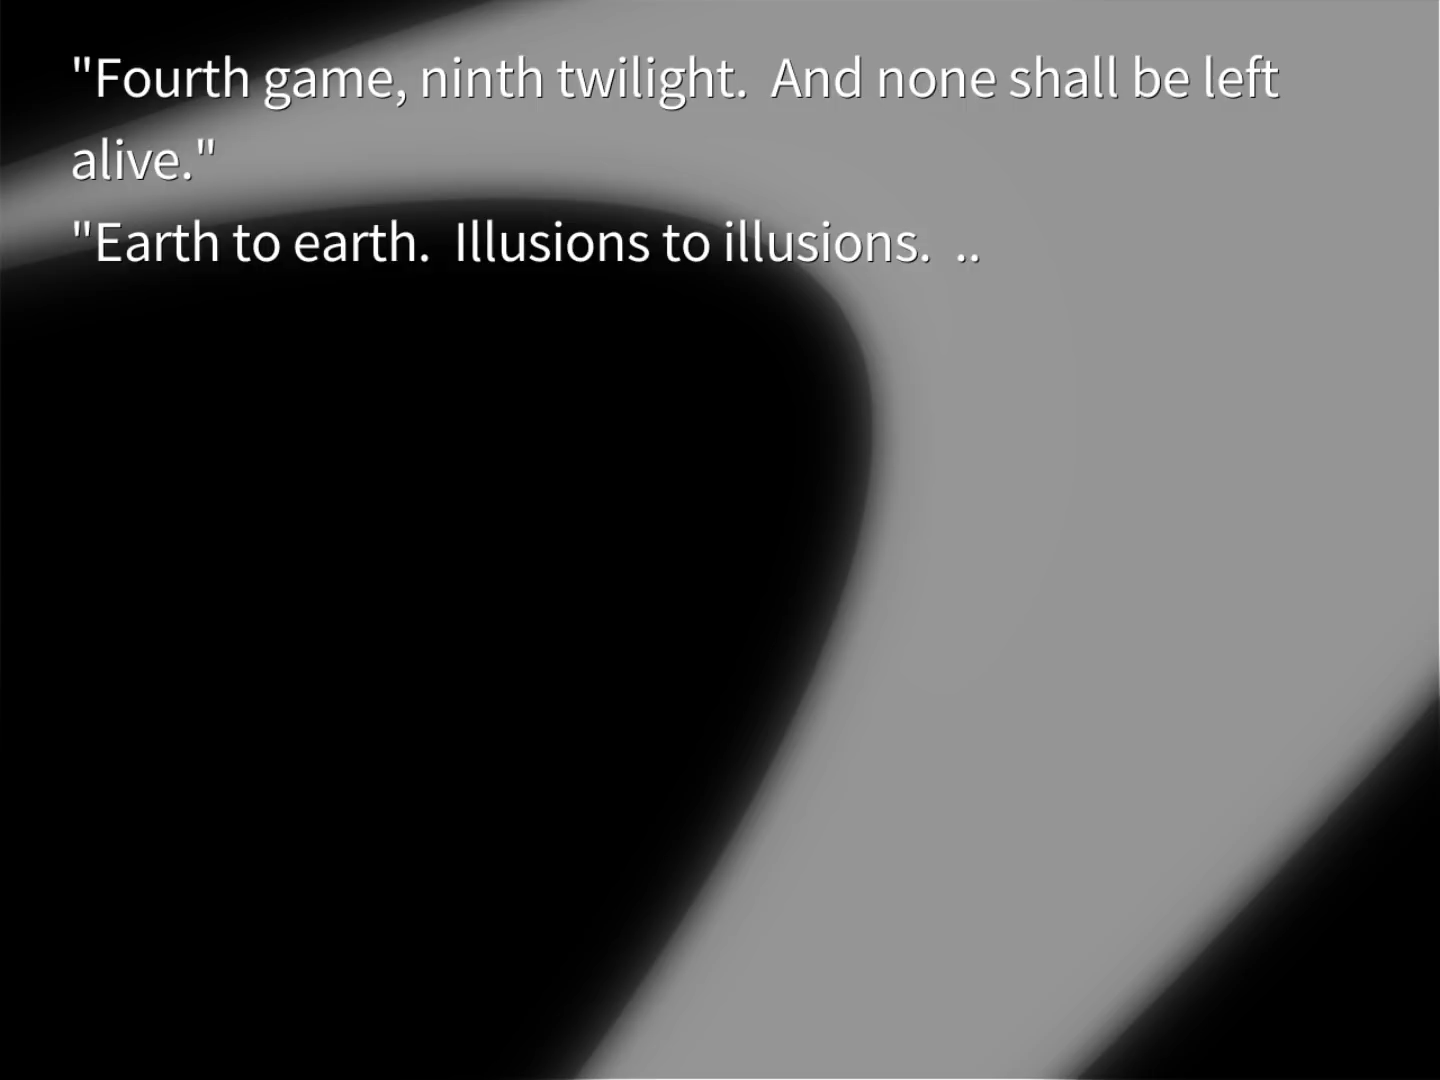 "Fourth game, ninth twilight.  And none shall be left
alive."
"Earth to earth.  Illusions to illusions.  ..